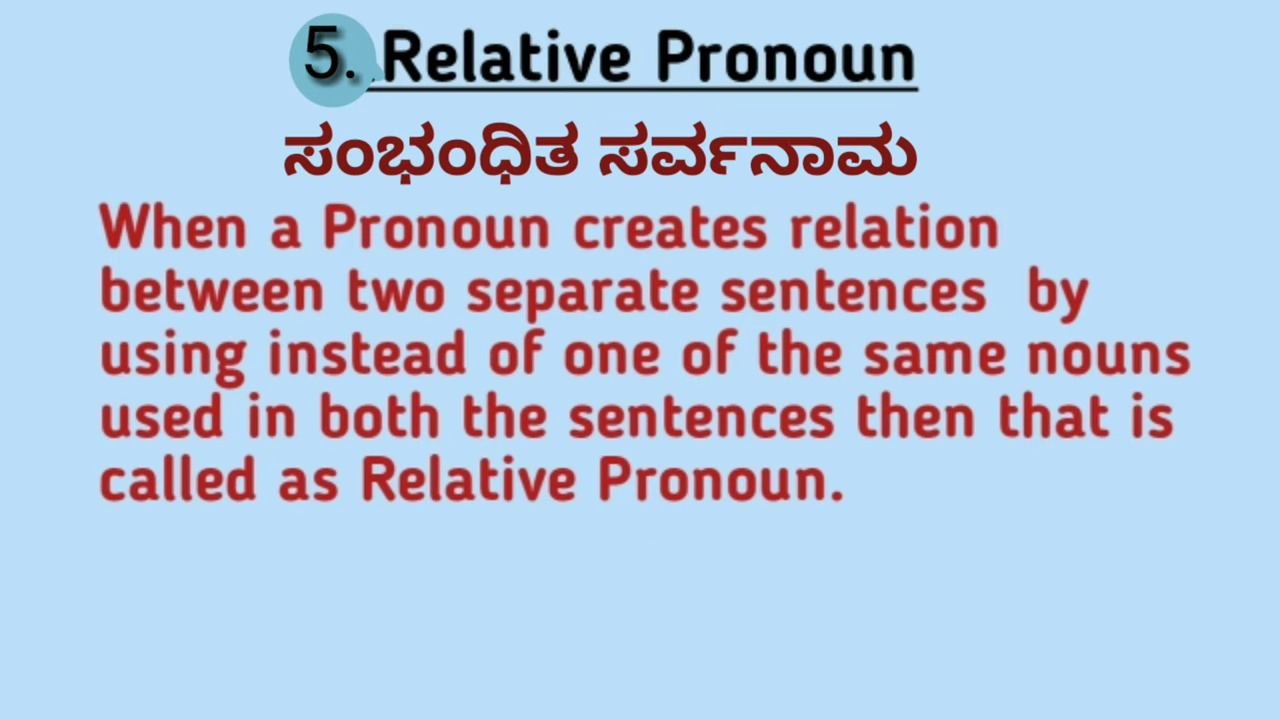 5. Relative Pronoun
ಸಂಭಂಧಿತ ಸರ್ವನಾಮ
When a Pronoun creates relation
between two separate sentences by
using instead of one of the same nouns
used in both the sentences then that is
called as Relative Pronoun.